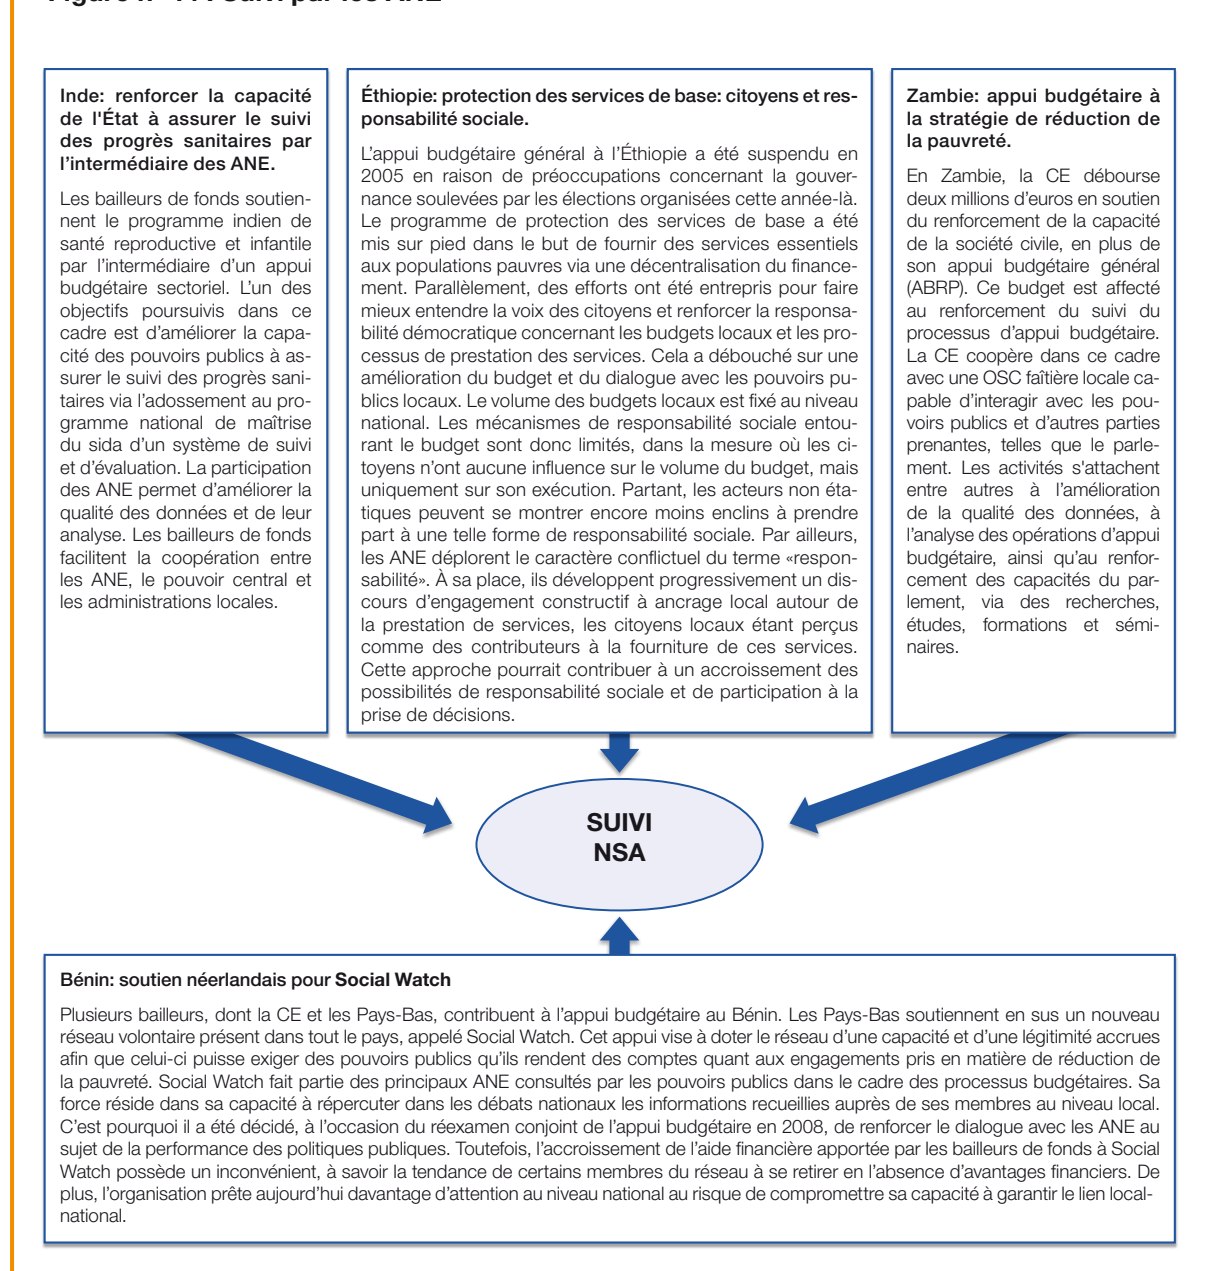 Inde: renforcer la capacité
de l'État à assurer le suivi
des progrès sanitaires par
l’intermédiaire des ANE.
Les bailleurs de fonds soutien-
nent le programme indien de
santé reproductive et infantile
par l’intermédiaire d’un appui
budgétaire sectoriel. L’un des
objectifs poursuivis dans ce
cadre est d’améliorer la capa-
cité des pouvoirs publics à as-
surer le suivi des progrès sani-
taires via l’adossement au pro-
gramme national de maîtrise
du sida d’un système de suivi
et d’évaluation. La participation
des ANE permet d’améliorer la
qualité des données et de leur
analyse. Les bailleurs de fonds
facilitent la coopération entre
les ANE, le pouvoir central et
les administrations locales.
Éthiopie: protection des services de base: citoyens et res-
ponsabilité sociale.
L’appui budgétaire général à l’Éthiopie a été suspendu en
2005 en raison de préoccupations concernant la gouver-
nance soulevées par les élections organisées cette année-là.
Le programme de protection des services de base a été
mis sur pied dans le but de fournir des services essentiels
aux populations pauvres via une décentralisation du finance-
ment. Parallèlement, des efforts ont été entrepris pour faire
mieux entendre la voix des citoyens et renforcer la responsa-
bilité démocratique concernant les budgets locaux et les pro-
cessus de prestation des services. Cela a débouché sur une
amélioration du budget et du dialogue avec les pouvoirs pu-
blics locaux. Le volume des budgets locaux est fixé au niveau
national. Les mécanismes de responsabilité sociale entou-
rant le budget sont donc limités, dans la mesure où les ci-
toyens n’ont aucune influence sur le volume du budget, mais
uniquement sur son exécution. Partant, les acteurs non éta-
tiques peuvent se montrer encore moins enclins à prendre
part à une telle forme de responsabilité sociale. Par ailleurs,
les ANE déplorent le caractère conflictuel du terme «respon-
sabilité». À sa place, ils développent progressivement un dis-
cours d’engagement constructif à ancrage local autour de
la prestation de services, les citoyens locaux étant perçus
comme des contributeurs à la fourniture de ces services.
Cette approche pourrait contribuer à un accroissement des
possibilités de responsabilité sociale et de participation à la
prise de décisions.
Zambie: appui budgétaire à
la stratégie de réduction de
la pauvreté.
En Zambie, la CE débourse
deux millions d’euros en soutien
du renforcement de la capacité
de la société civile, en plus de
son appui budgétaire général
(ABRP). Ce budget est affecté
au renforcement du suivi du
processus d’appui budgétaire.
La CE coopère dans ce cadre
avec une OSC faîtière locale ca-
pable d’interagir avec les pou-
voirs publics et d’autres parties
prenantes, telles que le parle-
ment. Les activités s'attachent
entre autres à l’amélioration
de la qualité des données, à
l’analyse des opérations d’appui
budgétaire, ainsi qu’au renfor-
cement des capacités du par-
lement, via des recherches,
études, formations et sémi-
naires.
SUIVI
NSA
Bénin: soutien néerlandais pour Social Watch
Plusieurs bailleurs, dont la CE et les Pays-Bas, contribuent à l’appui budgétaire au Bénin. Les Pays-Bas soutiennent en sus un nouveau
réseau volontaire présent dans tout le pays, appelé Social Watch. Cet appui vise à doter le réseau d’une capacité et d’une légitimité accrues
afin que celui-ci puisse exiger des pouvoirs publics qu’ils rendent des comptes quant aux engagements pris en matière de réduction de
la pauvreté. Social Watch fait partie des principaux ANE consultés par les pouvoirs publics dans le cadre des processus budgétaires. Sa
force réside dans sa capacité à répercuter dans les débats nationaux les informations recueillies auprès de ses membres au niveau local.
C’est pourquoi il a été décidé, à l’occasion du réexamen conjoint de l’appui budgétaire en 2008, de renforcer le dialogue avec les ANE au
sujet de la performance des politiques publiques. Toutefois, l’accroissement de l’aide financière apportée par les bailleurs de fonds à Social
Watch possède un inconvénient, à savoir la tendance de certains membres du réseau à se retirer en l’absence d’avantages financiers. De
plus, l’organisation prête aujourd’hui davantage d’attention au niveau national au risque de compromettre sa capacité à garantir le lien local-
national.